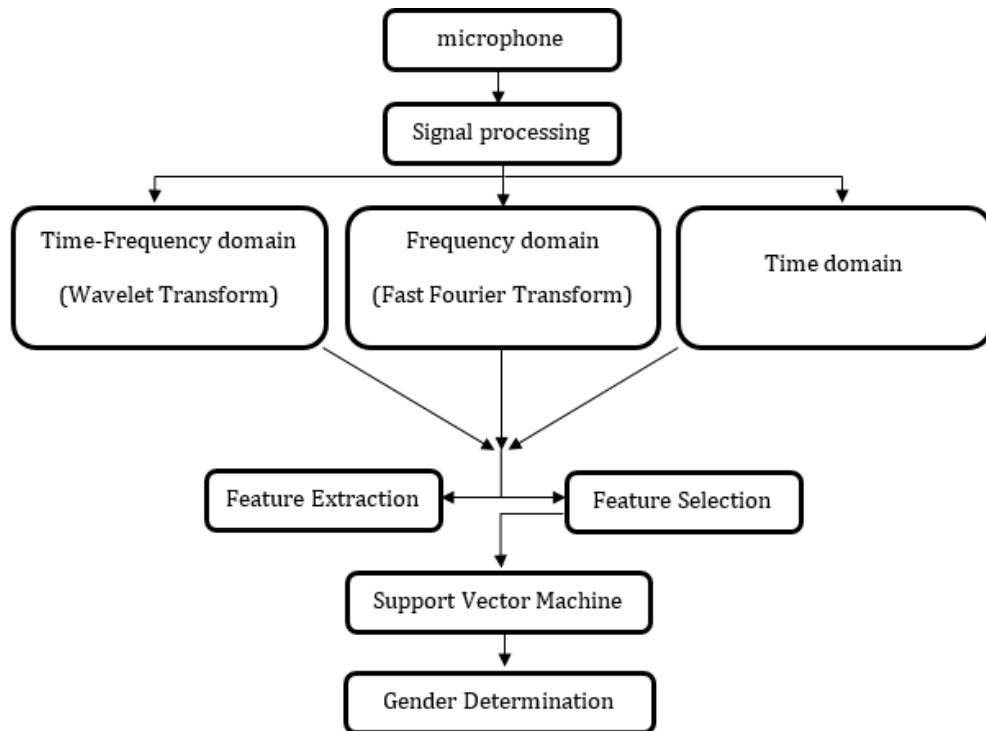 microphone
Signal processing
Time-Frequency domain
(Wavelet Transform)
Frequency domain
(Fast Fourier Transform)
Time domain
Feature Extraction
Feature Selection
Support Vector Machine
Gender Determination